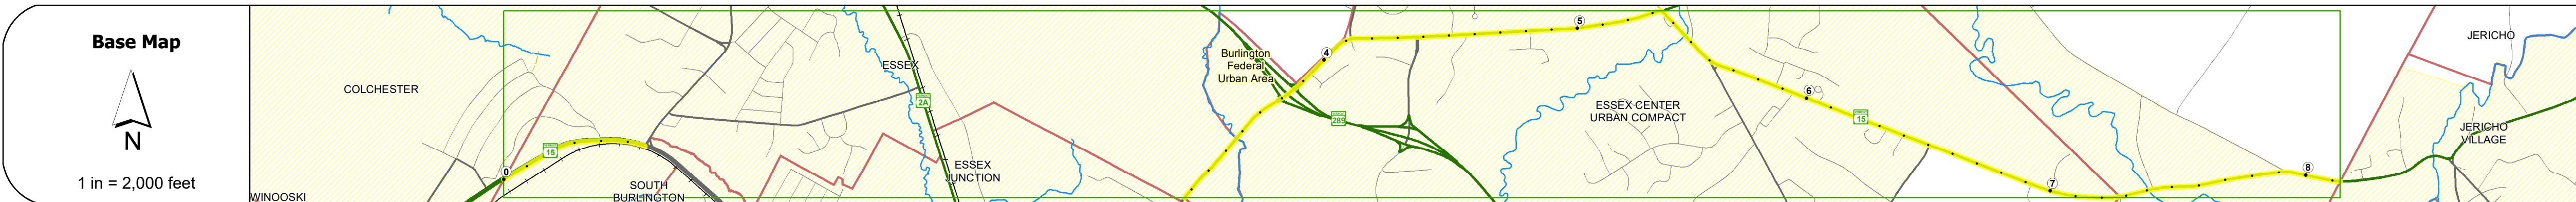 Base Map
N
1 in = 2,000 feet
COLCHESTER
WINOOSKI
0
15
SOUTH
BURLINGTON
ESSEX
2A
ESSEX
JUNCTION
Burlington
Federal
Urban Area
4
289
5
ESSEX CENTER
URBAN COMPACT
6
15
7
8
JERICHO
JERICHO
VILLAGE